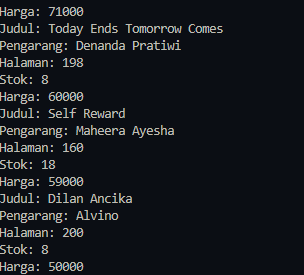 Harga: 71000
Judul: Today Ends Tomorrow Comes
Pengarang: Denanda Pratiwi
Halaman: 198
Stok: 8
Harga: 60000
Judul: Self Reward
Pengarang: Maheera Ayesha
Halaman: 160
Stok: 18
Harga: 59000
Judul: Dilan Ancika
Pengarang: Alvino
Halaman: 200
Stok: 8
Harga: 50000